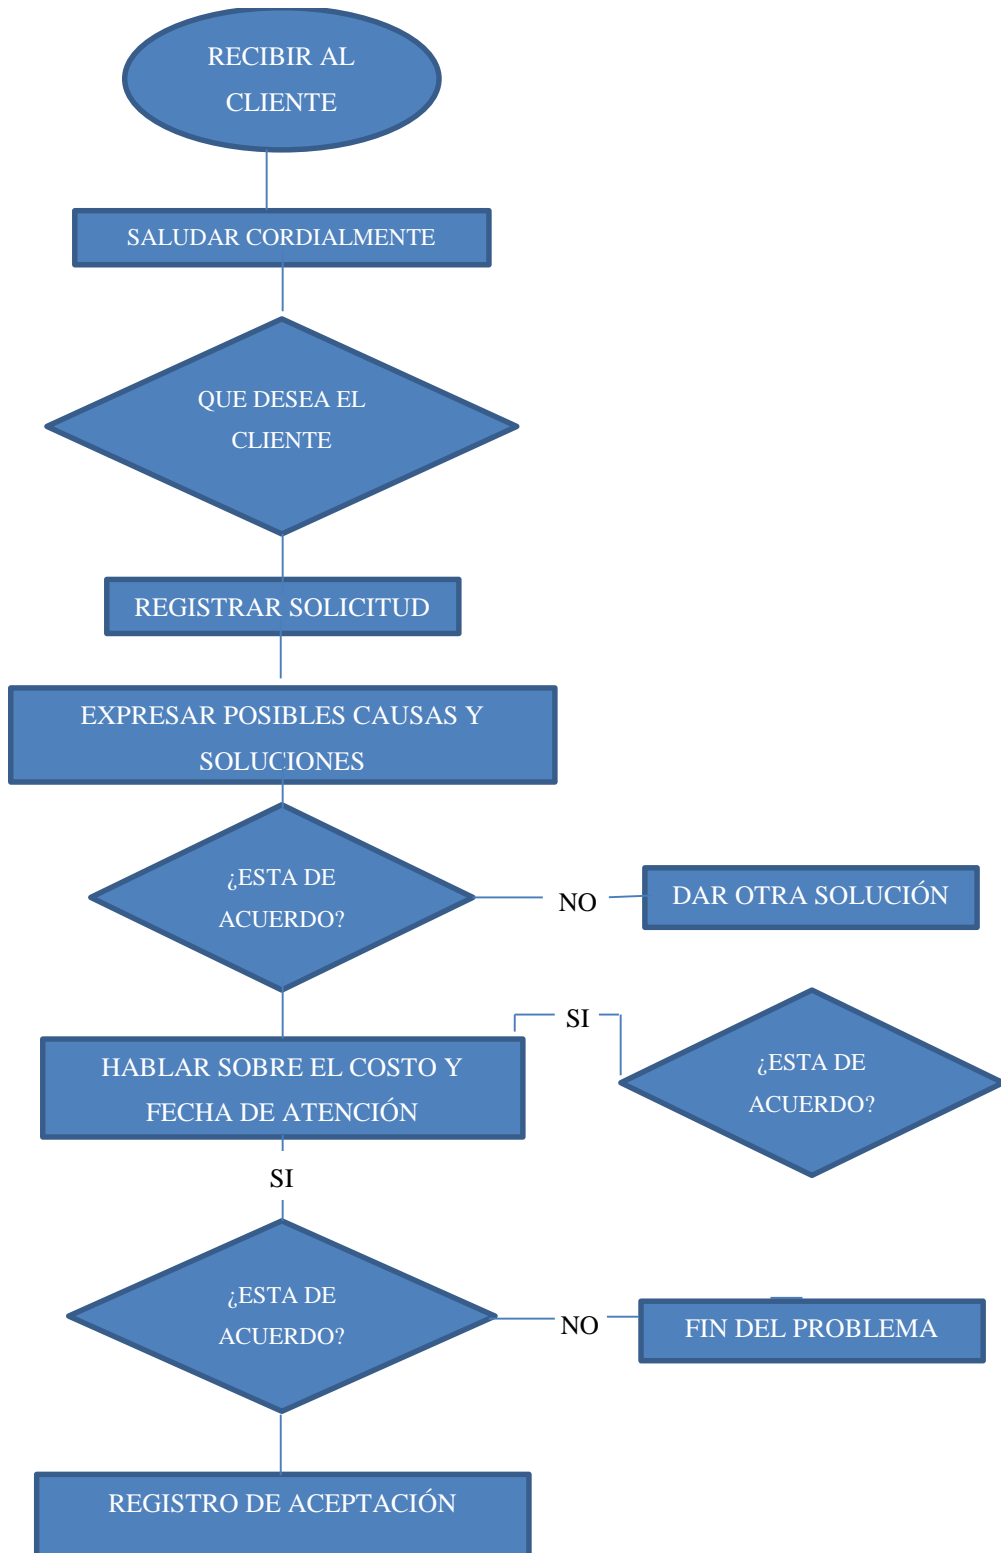 RECIBIR AL
CLIENTE
SALUDAR CORDIALMENTE
QUE DESEA EL
CLIENTE
REGISTRAR SOLICITUD
EXPRESAR POSIBLES CAUSAS Y
SOLUCIONES
¿ESTA DE
ACUERDO?
NO
DAR OTRA SOLUCIÓN
SI
¿ESTA DE
ACUERDO?
HABLAR SOBRE EL COSTO Y
FECHA DE ATENCIÓN
SI
¿ESTA DE
ACUERDO?
NO
FIN DEL PROBLEMA
REGISTRO DE ACEPTACIÓN